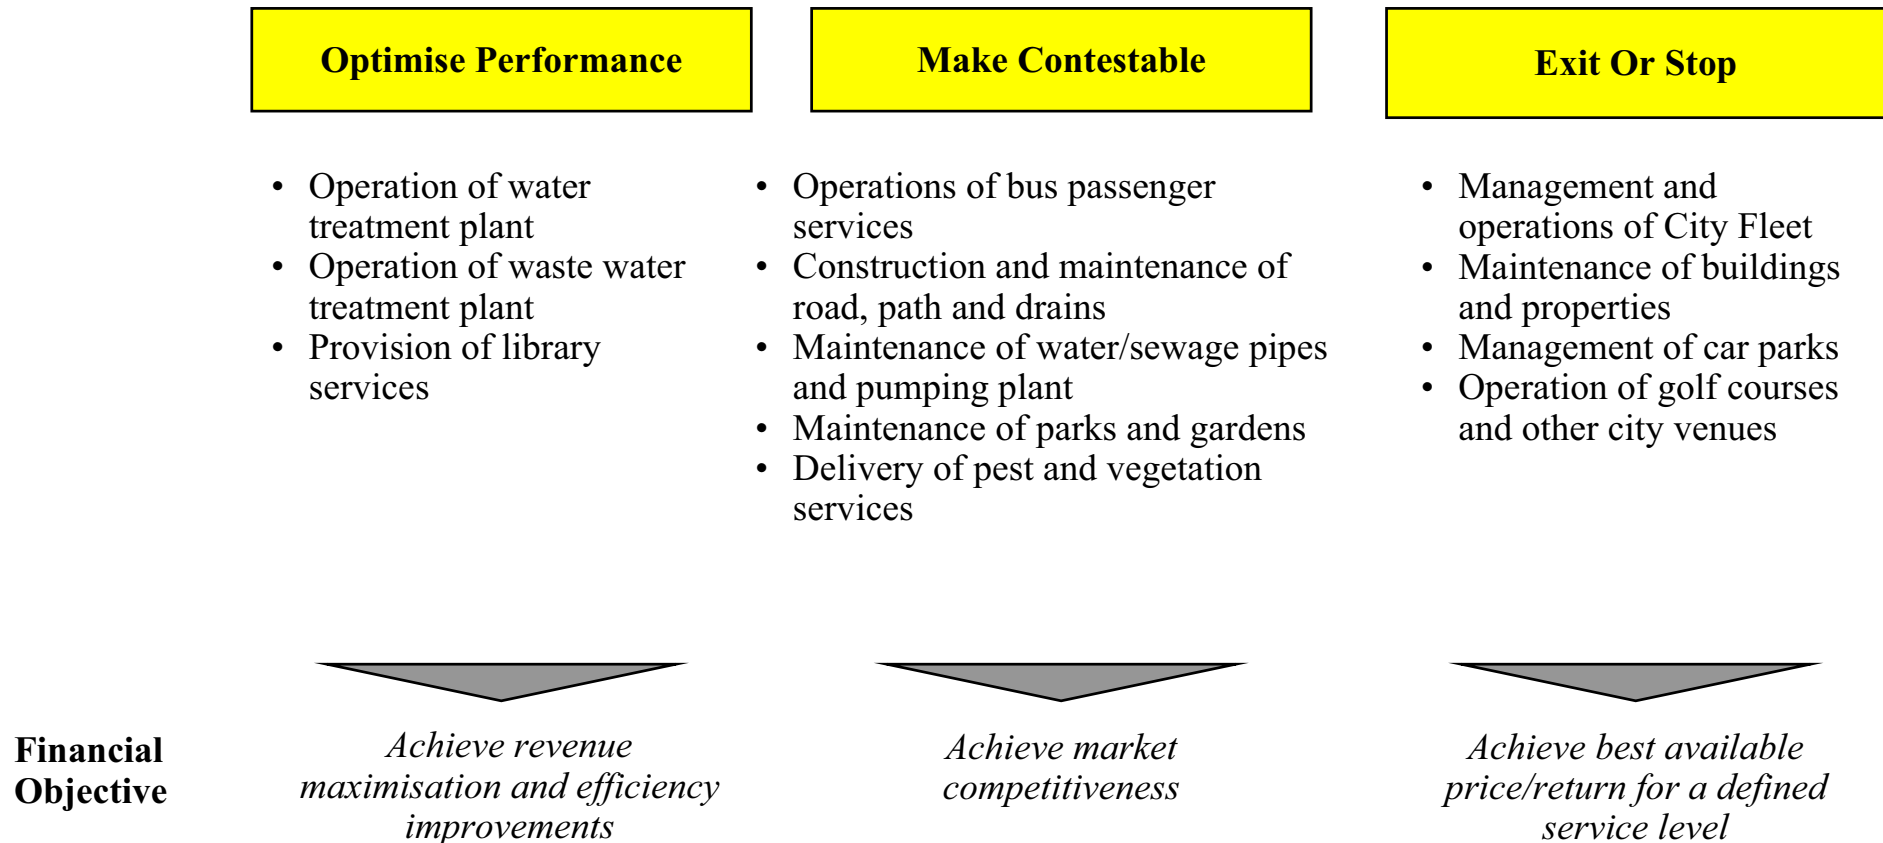 Optimise Performance
Make Contestable
Exit Or Stop
• Operation of water
treatment plant
• Operation of waste water
treatment plant
• Provision of library
services
• Operations of bus passenger
services
• Construction and maintenance of
road, path and drains
• Maintenance of water/sewage pipes
and pumping plant
• Maintenance of parks and gardens
• Delivery of pest and vegetation
services
• Management and
operations of City Fleet
• Maintenance of buildings
and properties
• Management of car parks
• Operation of golf courses
and other city venues
Financial
Objective
Achieve revenue
maximisation and efficiency
improvements
Achieve market
competitiveness
Achieve best available
price/return for a defined
service level